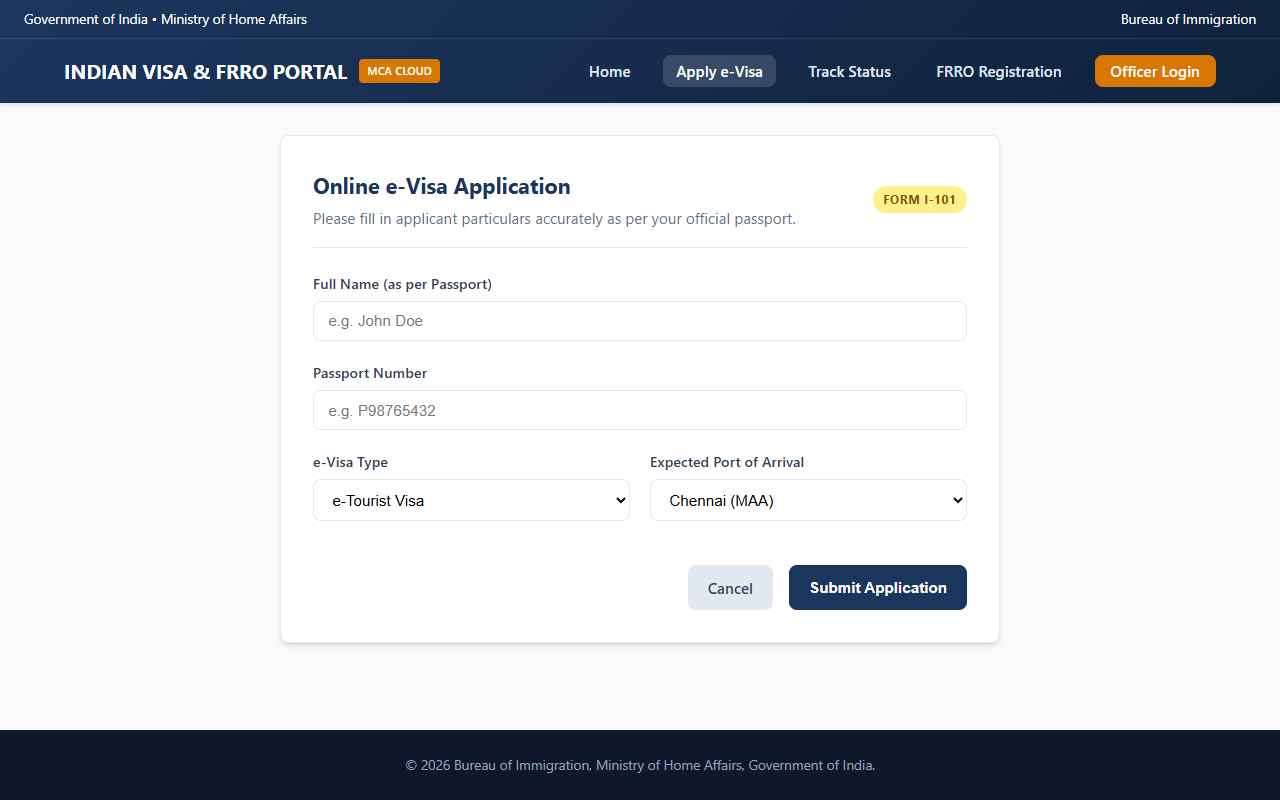 Government of India • Ministry of Home Affairs
Bureau of Immigration
INDIAN VISA & FRRO PORTAL
MCA CLOUD
Home
Apply e-Visa
Track Status
FRRO Registration
Officer Login
Online e-Visa Application
Please fill in applicant particulars accurately as per your official passport.
FORM I-101
Full Name (as per Passport)
e.g. John Doe
Passport Number
e.g. P98765432
e-Visa Type
Expected Port of Arrival
e-Tourist Visa
Chennai (MAA)
Cancel
Submit Application
© 2026 Bureau of Immigration, Ministry of Home Affairs, Government of India.